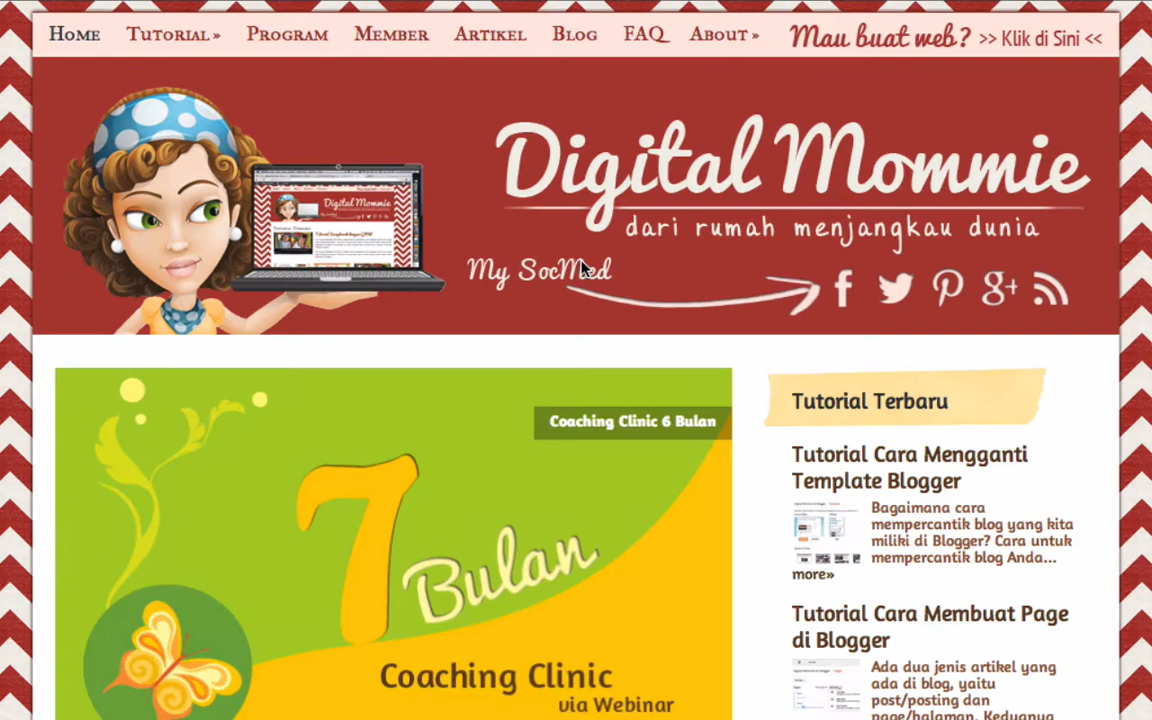 Home Tutorial» Program Member Artikel Blog FAQ About» Mau buat web? >> Klik di Sini <<
Digital Mommie
dari rumah menjangkau dunia
My SocMed
Coaching Clinic 6 Bulan
7 Bulan
Coaching Clinic
via Webinar
Tutorial Terbaru
Tutorial Cara Mengganti
Template Blogger
Bagaimana cara
mempercantik blog yang kita
miliki di Blogger? Cara untuk
mempercantik blog Anda...
more»
Tutorial Cara Membuat Page
di Blogger
Ada dua jenis artikel yang
ada di blog, yaitu
post/posting dan
page/halaman. Keduanya